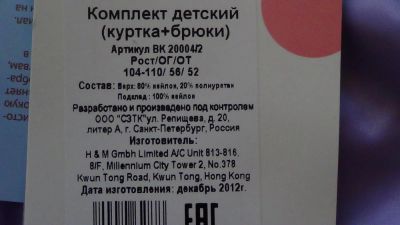 Комплект детский
(куртка+брюки)
Артикул ВК 20004/2
Рост/ОГ/ОТ
104-110/ 56/ 52
Состав: Верх: 80% нейлон, 20% полиуретан
Подклад : 100% нейлон
Разработано и произведено под контролем
ООО "СЗТК"ул. Репищева, д. 20,
литер А, г. Санкт-Петербург, Россия
Изготовитель:
H & M Gmbh Limited A/C Unit 813-816,
8/F, Millennium City Tower 2, No.378
Kwun Tong Road, Kwun Tong, Hong Kong
Дата изготовления: декабрь 2012г.
EAC